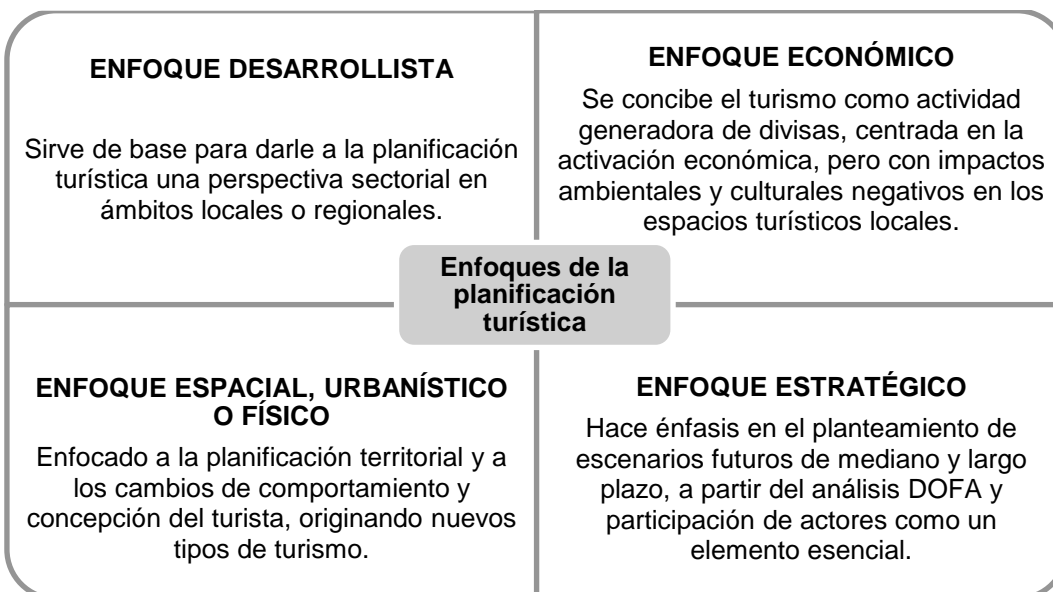 ENFOQUE DESARROLLISTA
Sirve de base para darle a la planificación
turística una perspectiva sectorial en
ámbitos locales o regionales.
ENFOQUE ECONÓMICO
Se concibe el turismo como actividad
generadora de divisas, centrada en la
activación económica, pero con impactos
ambientales y culturales negativos en los
espacios turísticos locales.
Enfoques de la
planificación
turística
ENFOQUE ESPACIAL, URBANÍSTICO
O FÍSICO
Enfocado a la planificación territorial y a
los cambios de comportamiento y
concepción del turista, originando nuevos
tipos de turismo.
ENFOQUE ESTRATÉGICO
Hace énfasis en el planteamiento de
escenarios futuros de mediano y largo
plazo, a partir del análisis DOFA y
participación de actores como un
elemento esencial.